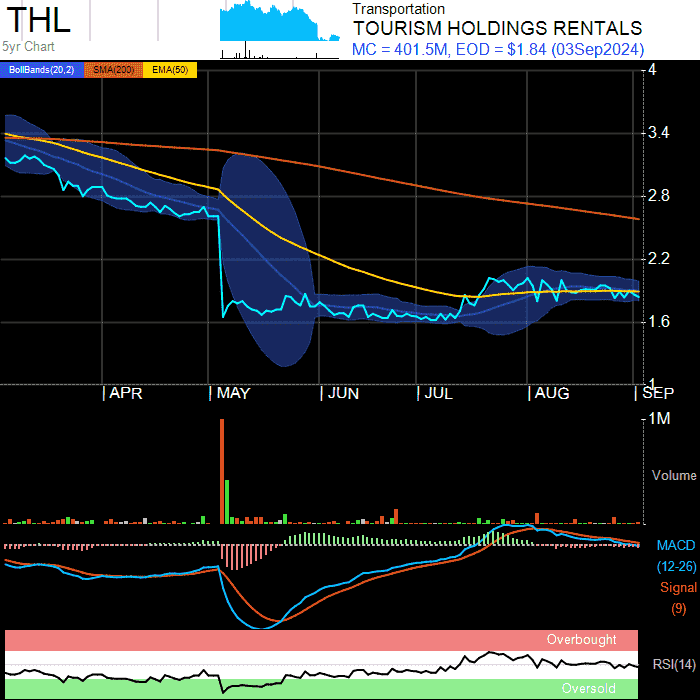 THL
5yr Chart
Transportation
TOURISM HOLDINGS RENTALS
MC = 401.5M, EOD = $1.84 (03Sep2024)
BollBands(20,2) SMA(200) EMA(50)
4
3.4
2.8
2.2
1.6
1
APR MAY JUN JUL AUG SEP
1M
Volume
MACD
(12-26)
Signal
(9)
Overbought
RSI(14)
Oversold